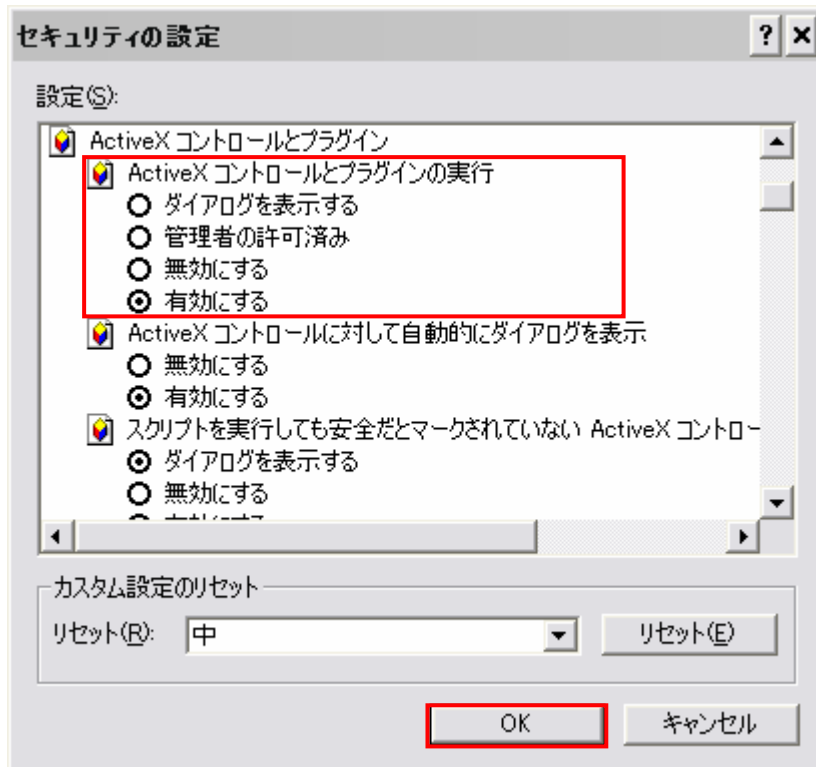 セキュリティの設定
設定(S):
ActiveX コントロールとプラグイン
ActiveX コントロールとプラグインの実行
ダイアログを表示する
管理者の許可済み
無効にする
有効にする
ActiveX コントロールに対して自動的にダイアログを表示
無効にする
有効にする
スクリプトを実行しても安全だとマークされていない ActiveX コントロー
ダイアログを表示する
無効にする
カスタム設定のリセット
リセット(R): 中 リセット(E)
OK キャンセル